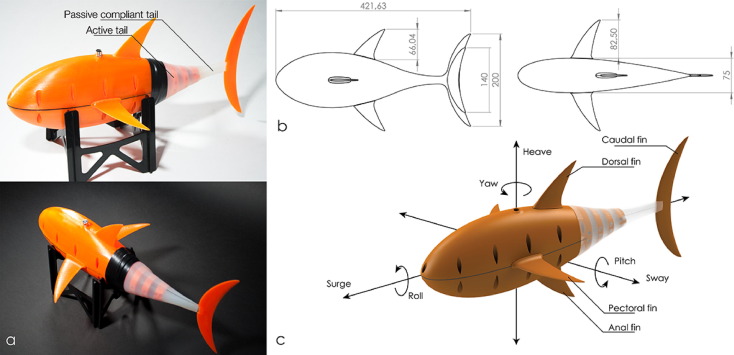 Passive compliant tail
Active tail
a
421,63
66.04
140
200
82.50
75
b
Caudal fin
Dorsal fin
Heave
Yaw
Pitch
Sway
Surge
Roll
Pectoral fin
Anal fin
c